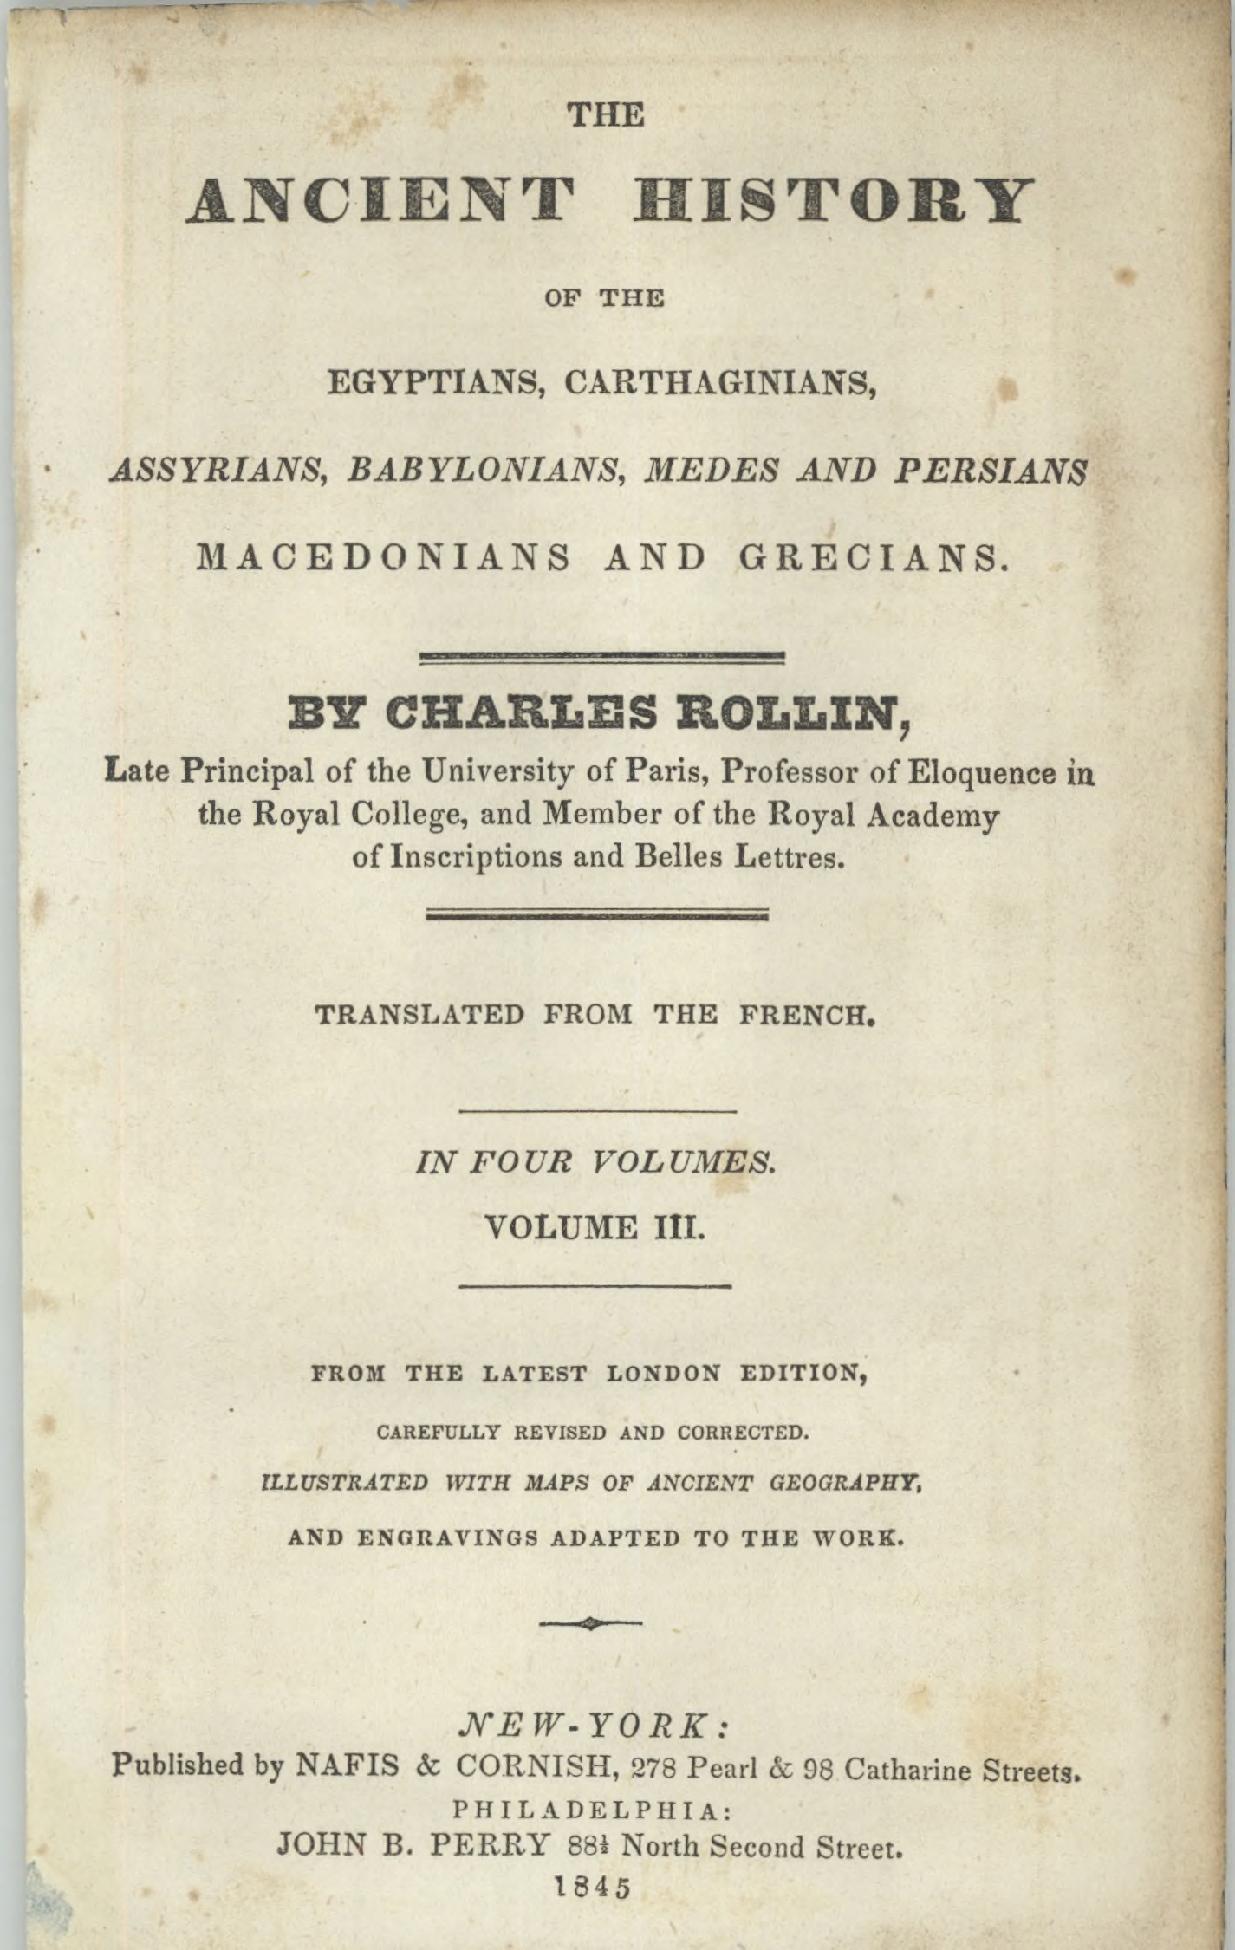 THE
ANCIENT HISTORY
OF THE
EGYPTIANS, CARTHAGINIANS,
ASSYRIANS, BABYLONIANS, MEDES AND PERSIANS
MACEDONIANS AND GRECIANS.
BY CHARLES ROLLIN,
Late Principal of the University of Paris, Professor of Eloquence in
the Royal College, and Member of the Royal Academy
of Inscriptions and Belles Lettres.
TRANSLATED FROM THE FRENCH.
IN FOUR VOLUMES.
VOLUME III.
FROM THE LATEST LONDON EDITION,
CAREFULLY REVISED AND CORRECTED.
ILLUSTRATED WITH MAPS OF ANCIENT GEOGRAPHY,
AND ENGRAVINGS ADAPTED TO THE WORK.
NEW-YORK:
Published by NAFIS & CORNISH, 278 Pearl & 98 Catharine Streets.
PHILADELPHIA:
JOHN B. PERRY 88½ North Second Street.
1845